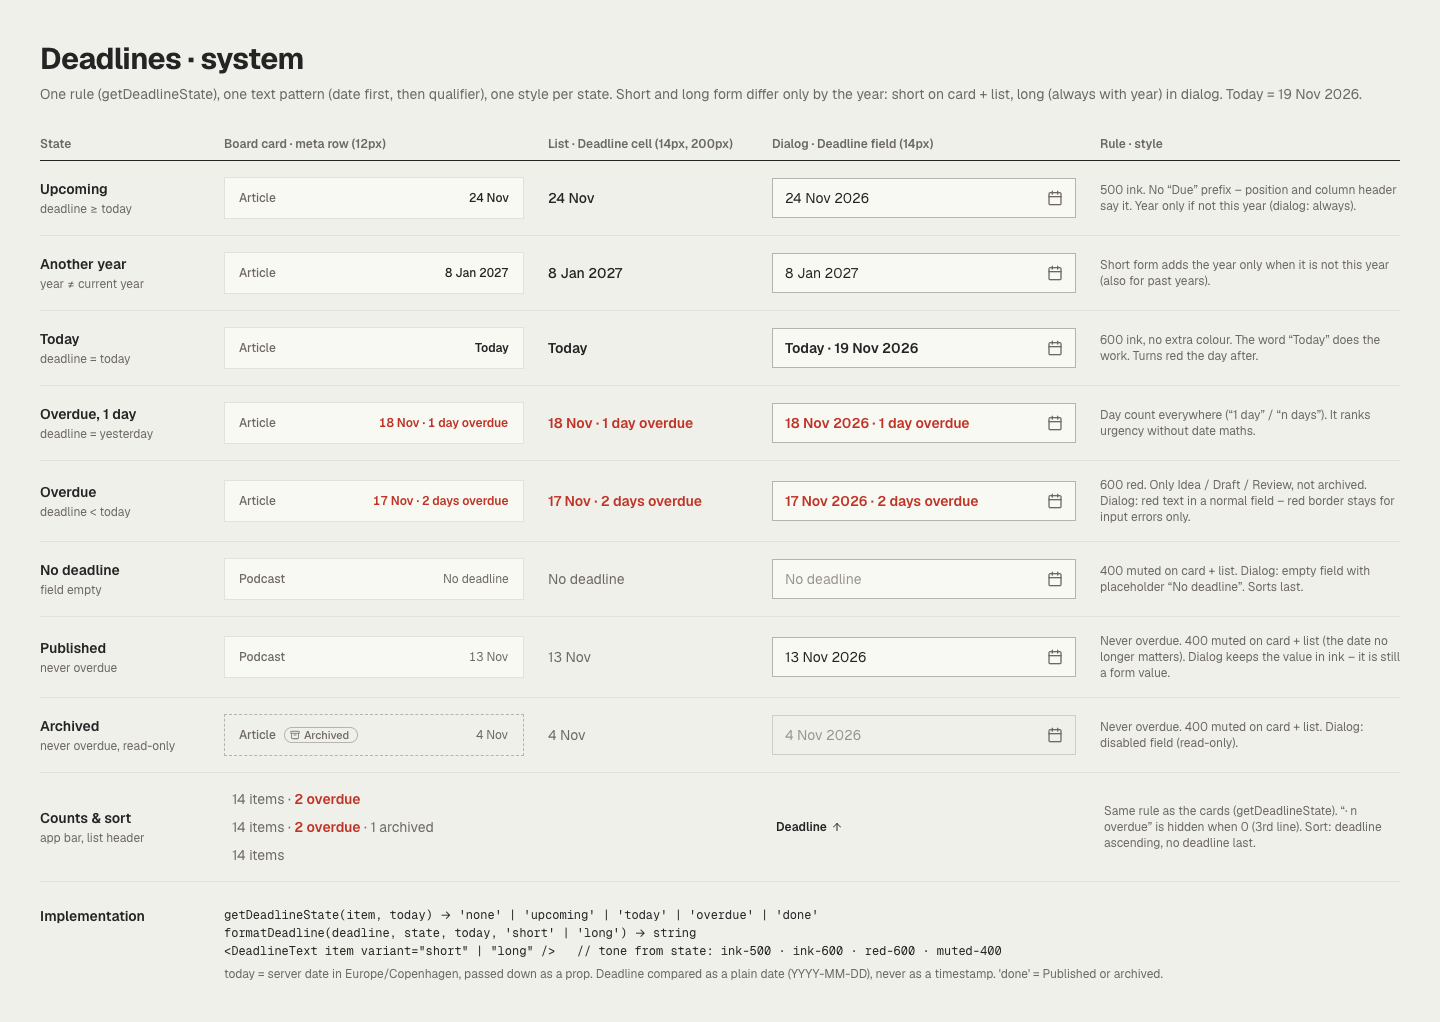 Deadlines · system
One rule (getDeadlineState), one text pattern (date first, then qualifier), one style per state. Short and long form differ only by the year: short on card + list, long (always with year) in dialog. Today = 19 Nov 2026.
State
Board card · meta row (12px)
List · Deadline cell (14px, 200px)
Dialog · Deadline field (14px)
Rule · style
Upcoming
deadline ≥ today
Article
24 Nov
24 Nov
24 Nov 2026
500 ink. No “Due” prefix – position and column header
say it. Year only if not this year (dialog: always).
Another year
year ≠ current year
Article
8 Jan 2027
8 Jan 2027
8 Jan 2027
Short form adds the year only when it is not this year
(also for past years).
Today
deadline = today
Article
Today
Today
Today · 19 Nov 2026
600 ink, no extra colour. The word “Today” does the
work. Turns red the day after.
Overdue, 1 day
deadline = yesterday
Article
18 Nov · 1 day overdue
18 Nov · 1 day overdue
18 Nov 2026 · 1 day overdue
Day count everywhere (“1 day” / “n days”). It ranks
urgency without date maths.
Overdue
deadline < today
Article
17 Nov · 2 days overdue
17 Nov · 2 days overdue
17 Nov 2026 · 2 days overdue
600 red. Only Idea / Draft / Review, not archived.
Dialog: red text in a normal field – red border stays for
input errors only.
No deadline
field empty
Podcast
No deadline
No deadline
No deadline
400 muted on card + list. Dialog: empty field with
placeholder “No deadline”. Sorts last.
Published
never overdue
Podcast
13 Nov
13 Nov
13 Nov 2026
Never overdue. 400 muted on card + list (the date no
longer matters). Dialog keeps the value in ink – it is still
a form value.
Archived
never overdue, read-only
Article
Archived
4 Nov
4 Nov
4 Nov 2026
Never overdue. 400 muted on card + list. Dialog:
disabled field (read-only).
Counts & sort
app bar, list header
14 items · 2 overdue
14 items · 2 overdue · 1 archived
14 items
Deadline ↑
Same rule as the cards (getDeadlineState). “· n
overdue” is hidden when 0 (3rd line). Sort: deadline
ascending, no deadline last.
Implementation
getDeadlineState(item, today) → 'none' | 'upcoming' | 'today' | 'overdue' | 'done'
formatDeadline(deadline, state, today, 'short' | 'long') → string
<DeadlineText item variant="short" | "long" /> // tone from state: ink-500 · ink-600 · red-600 · muted-400
today = server date in Europe/Copenhagen, passed down as a prop. Deadline compared as a plain date (YYYY-MM-DD), never as a timestamp. 'done' = Published or archived.